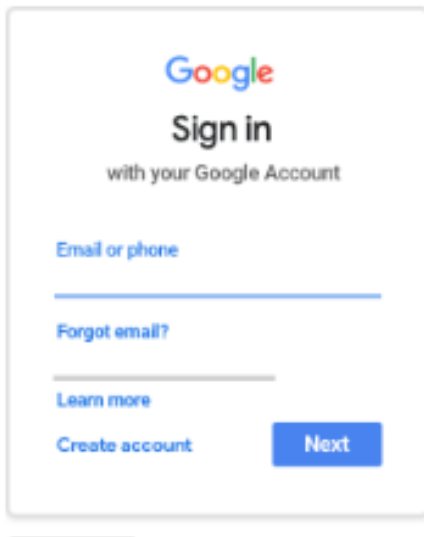 Google
Sign in
with your Google Account
Email or phone
Forgot email?
Learn more
Create account
Next